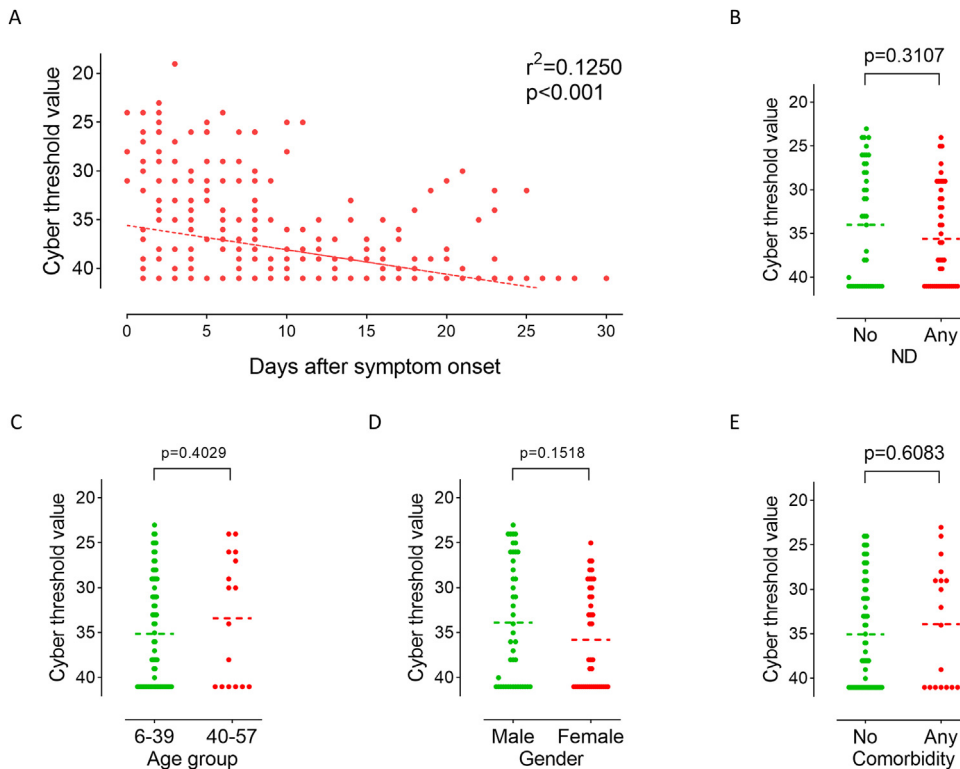 A
Cyber threshold value
20
25
30
35
40
r²=0.1250
p<0.001
0 5 10 15 20 25 30
Days after symptom onset
B
p=0.3107
Cyber threshold value
20
25
30
35
40
No Any
ND
C
p=0.4029
Cyber threshold value
20
25
30
35
40
6-39 40-57
Age group
D
p=0.1518
Cyber threshold value
20
25
30
35
40
Male Female
Gender
E
p=0.6083
Cyber threshold value
20
25
30
35
40
No Any
Comorbidity